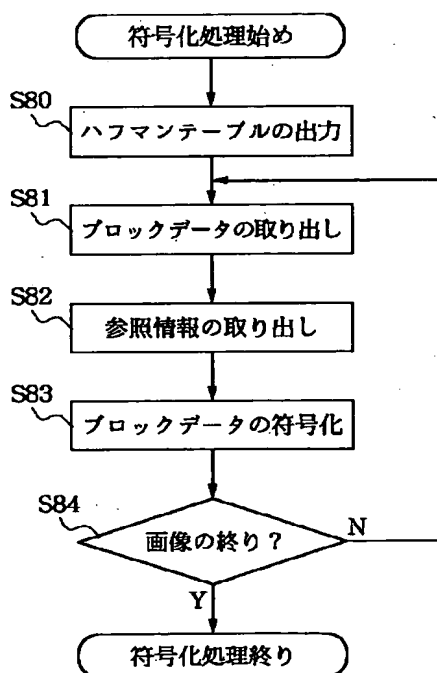 符号化処理始め
S80
ハフマンテーブルの出力
S81
ブロックデータの取り出し
S82
参照情報の取り出し
S83
ブロックデータの符号化
S84
画像の終り?
N
Y
符号化処理終り